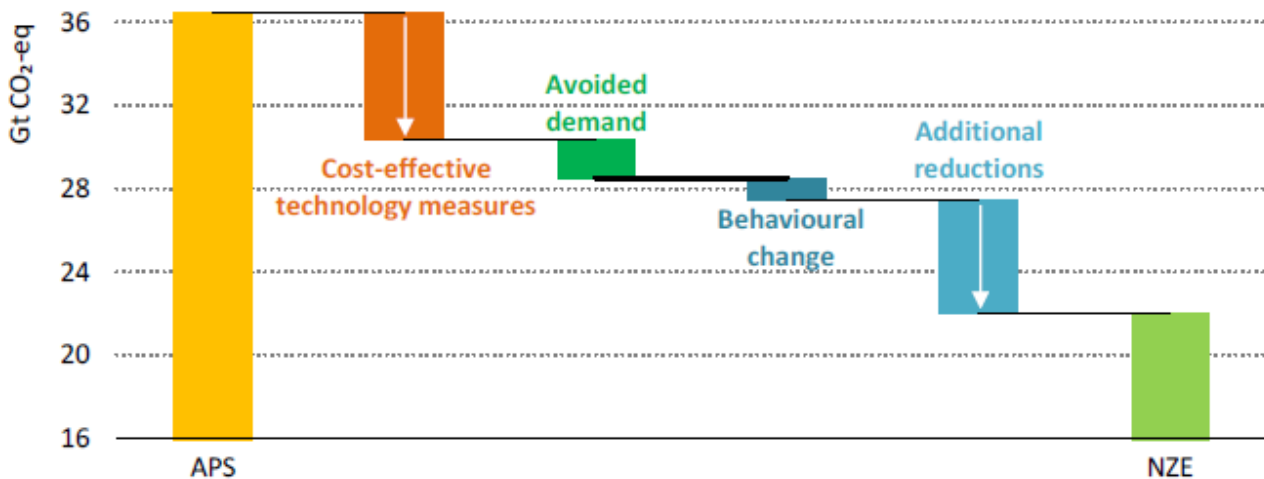 Gt CO₂-eq
36
32
28
24
20
16
Cost-effective
technology measures
Avoided
demand
Behavioural
change
Additional
reductions
APS
NZE